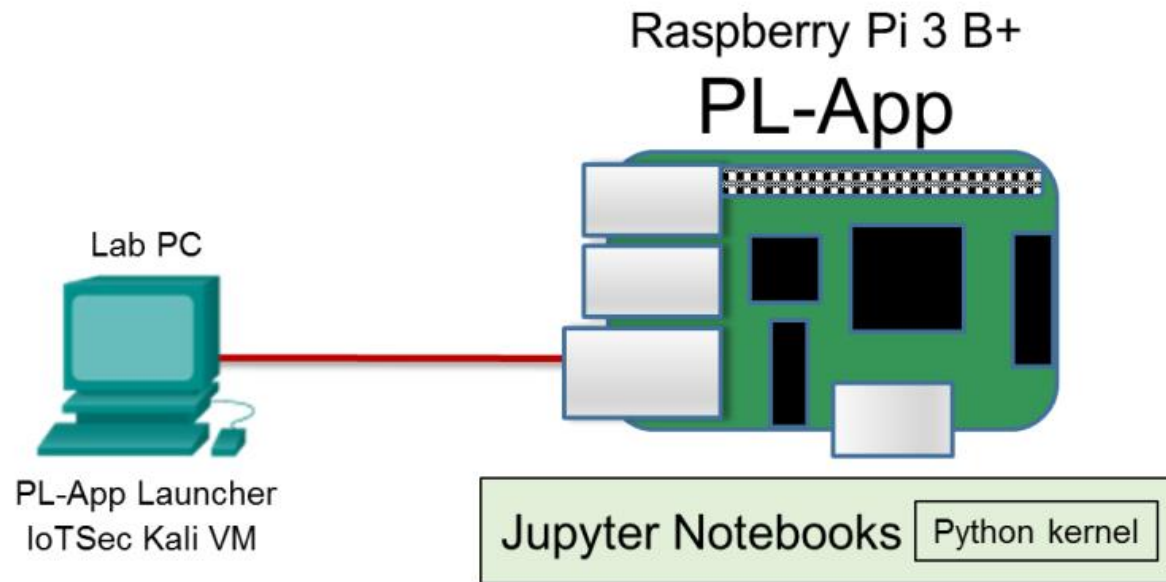 Raspberry Pi 3 B+
PL-App
Lab PC
PL-App Launcher
IoTSec Kali VM
Jupyter Notebooks
Python kernel